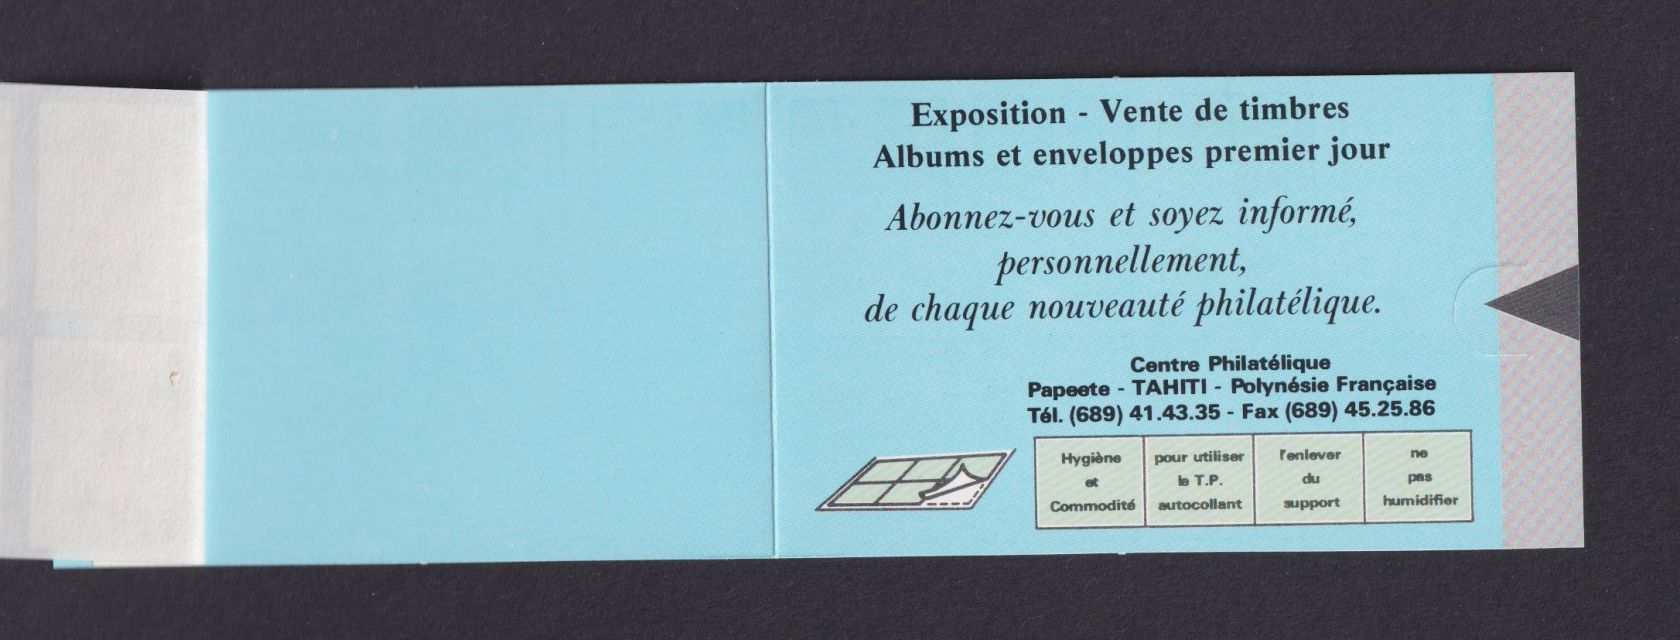 Exposition - Vente de timbres
Albums et enveloppes premier jour
Abonnez-vous et soyez informé,
personnellement,
de chaque nouveauté philatélique.
Centre Philatélique
Papeete - TAHITI - Polynésie Française
Tél. (689) 41.43.35 - Fax (689) 45.25.86
Hygiène
et
Commodité
pour utiliser
le T.P.
autocollant
l'enlever
du
support
ne
pas
humidifier